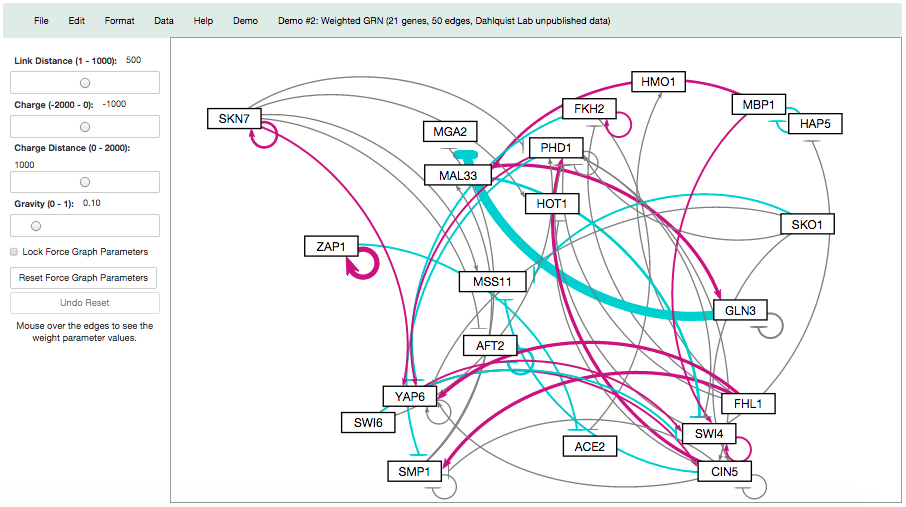 File Edit Format Data Help Demo Demo #2: Weighted GRN (21 genes, 50 edges, Dahlquist Lab unpublished data)
Link Distance (1 - 1000): 500
Charge (-2000 - 0): -1000
Charge Distance (0 - 2000):
1000
Gravity (0 - 1): 0.10
Lock Force Graph Parameters
Reset Force Graph Parameters
Undo Reset
Mouse over the edges to see the
weight parameter values.
HMO1
MBP1
FKH2
SKN7
HAP5
MGA2
PHD1
MAL33
HOT1
SKO1
ZAP1
MSS11
GLN3
AFT2
YAP6
FHL1
SWI6
SWI4
ACE2
SMP1
CIN5